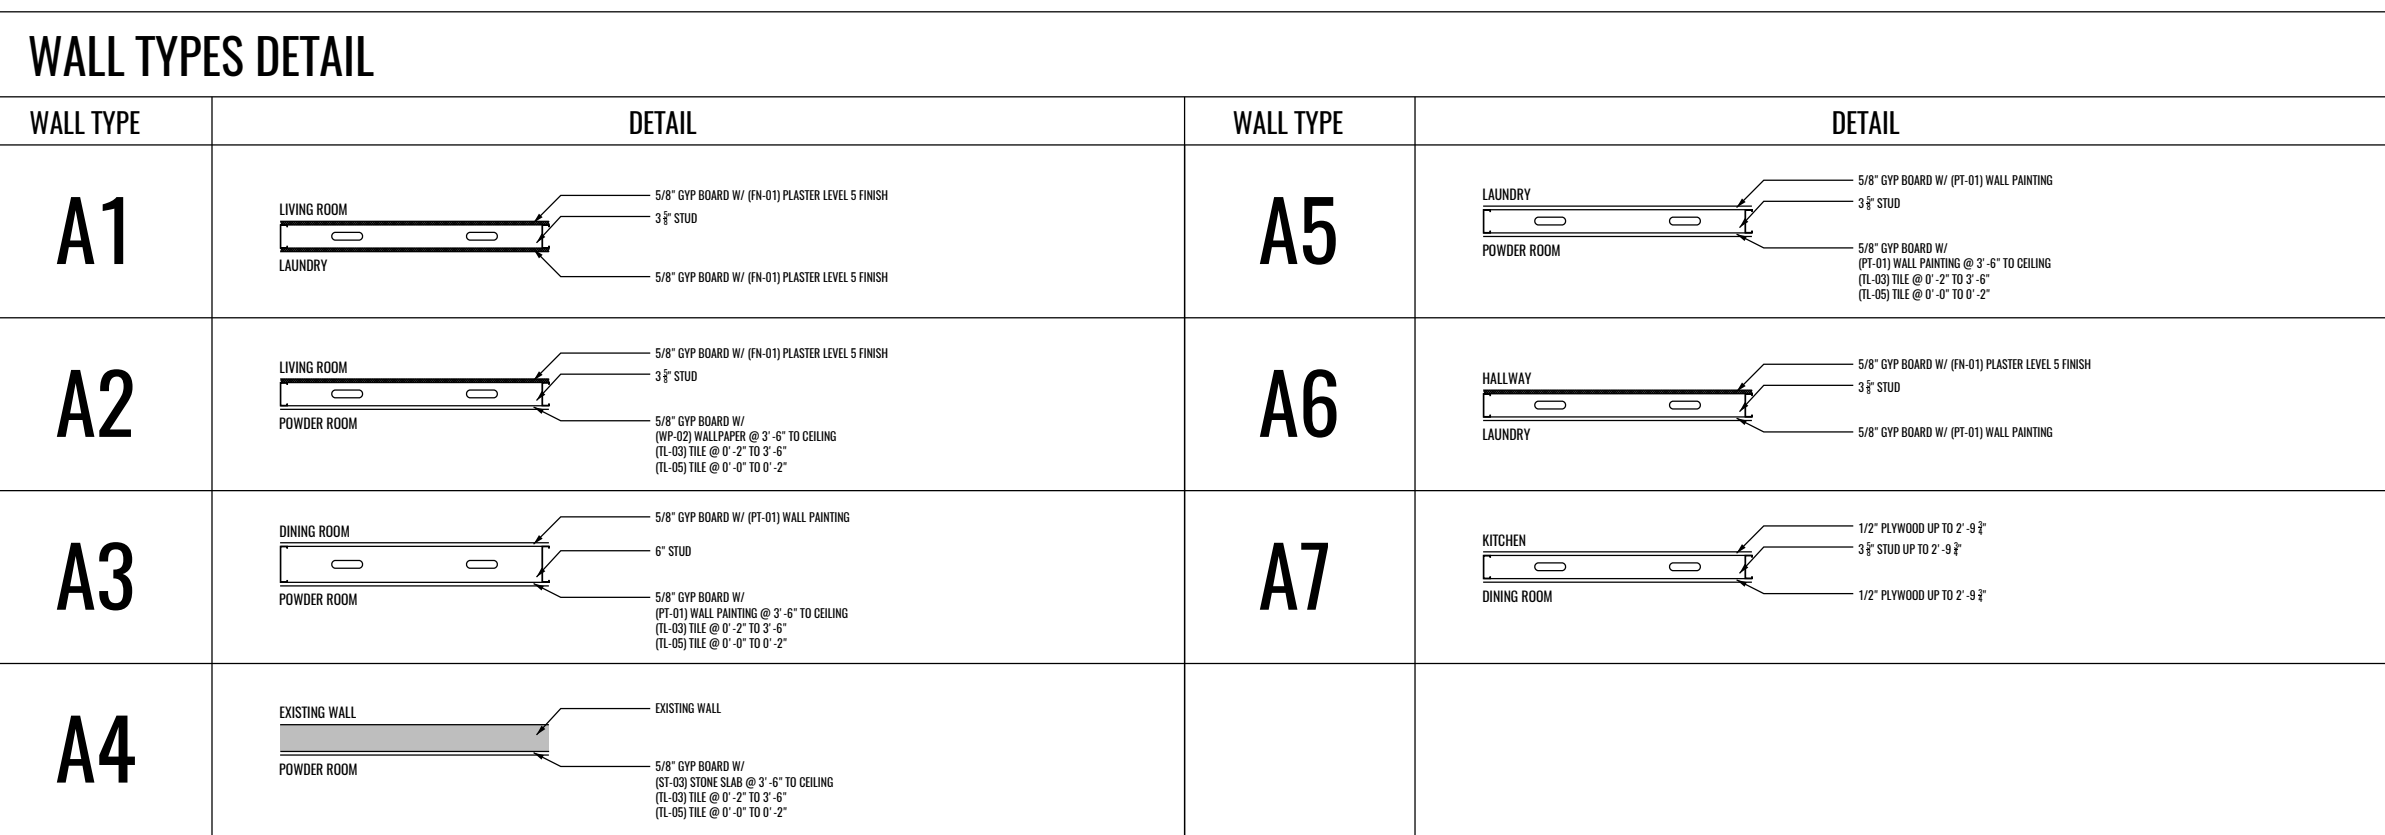 WALL TYPES DETAIL
WALL TYPE
DETAIL
WALL TYPE
DETAIL
A1
LIVING ROOM
LAUNDRY
5/8" GYP BOARD W/ (FN-01) PLASTER LEVEL 5 FINISH
3 5/8" STUD
5/8" GYP BOARD W/ (FN-01) PLASTER LEVEL 5 FINISH
A2
LIVING ROOM
POWDER ROOM
5/8" GYP BOARD W/ (FN-01) PLASTER LEVEL 5 FINISH
3 5/8" STUD
5/8" GYP BOARD W/
(WP-02) WALLPAPER @ 3'-6" TO CEILING
(TL-03) TILE @ 0'-2" TO 3'-6"
(TL-05) TILE @ 0'-0" TO 0'-2"
A3
DINING ROOM
POWDER ROOM
5/8" GYP BOARD W/ (PT-01) WALL PAINTING
6" STUD
5/8" GYP BOARD W/
(PT-01) WALL PAINTING @ 3'-6" TO CEILING
(TL-03) TILE @ 0'-2" TO 3'-6"
(TL-05) TILE @ 0'-0" TO 0'-2"
A4
EXISTING WALL
POWDER ROOM
EXISTING WALL
5/8" GYP BOARD W/
(ST-03) STONE SLAB @ 3'-6" TO CEILING
(TL-03) TILE @ 0'-2" TO 3'-6"
(TL-05) TILE @ 0'-0" TO 0'-2"
A5
LAUNDRY
POWDER ROOM
5/8" GYP BOARD W/ (PT-01) WALL PAINTING
3 5/8" STUD
5/8" GYP BOARD W/
(PT-01) WALL PAINTING @ 3'-6" TO CEILING
(TL-03) TILE @ 0'-2" TO 3'-6"
(TL-05) TILE @ 0'-0" TO 0'-2"
A6
HALLWAY
LAUNDRY
5/8" GYP BOARD W/ (FN-01) PLASTER LEVEL 5 FINISH
3 5/8" STUD
5/8" GYP BOARD W/ (PT-01) WALL PAINTING
A7
KITCHEN
DINING ROOM
1/2" PLYWOOD UP TO 2'-9 3/4"
3 5/8" STUD UP TO 2'-9 3/4"
1/2" PLYWOOD UP TO 2'-9 3/4"